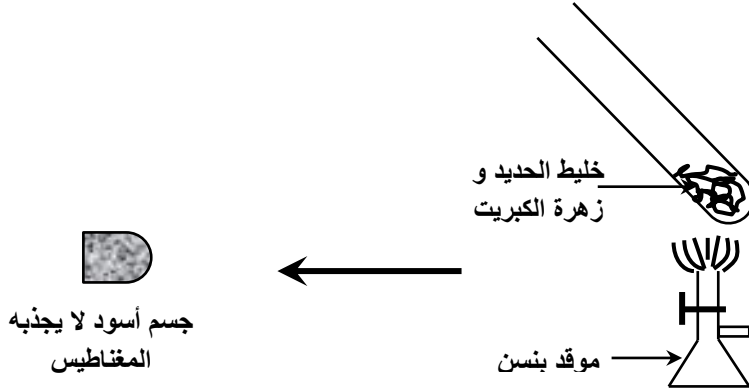 خليط الحديد و
زهرة الكبريت
جسم أسود لا يجذبه
المغناطيس
موقد بنسن